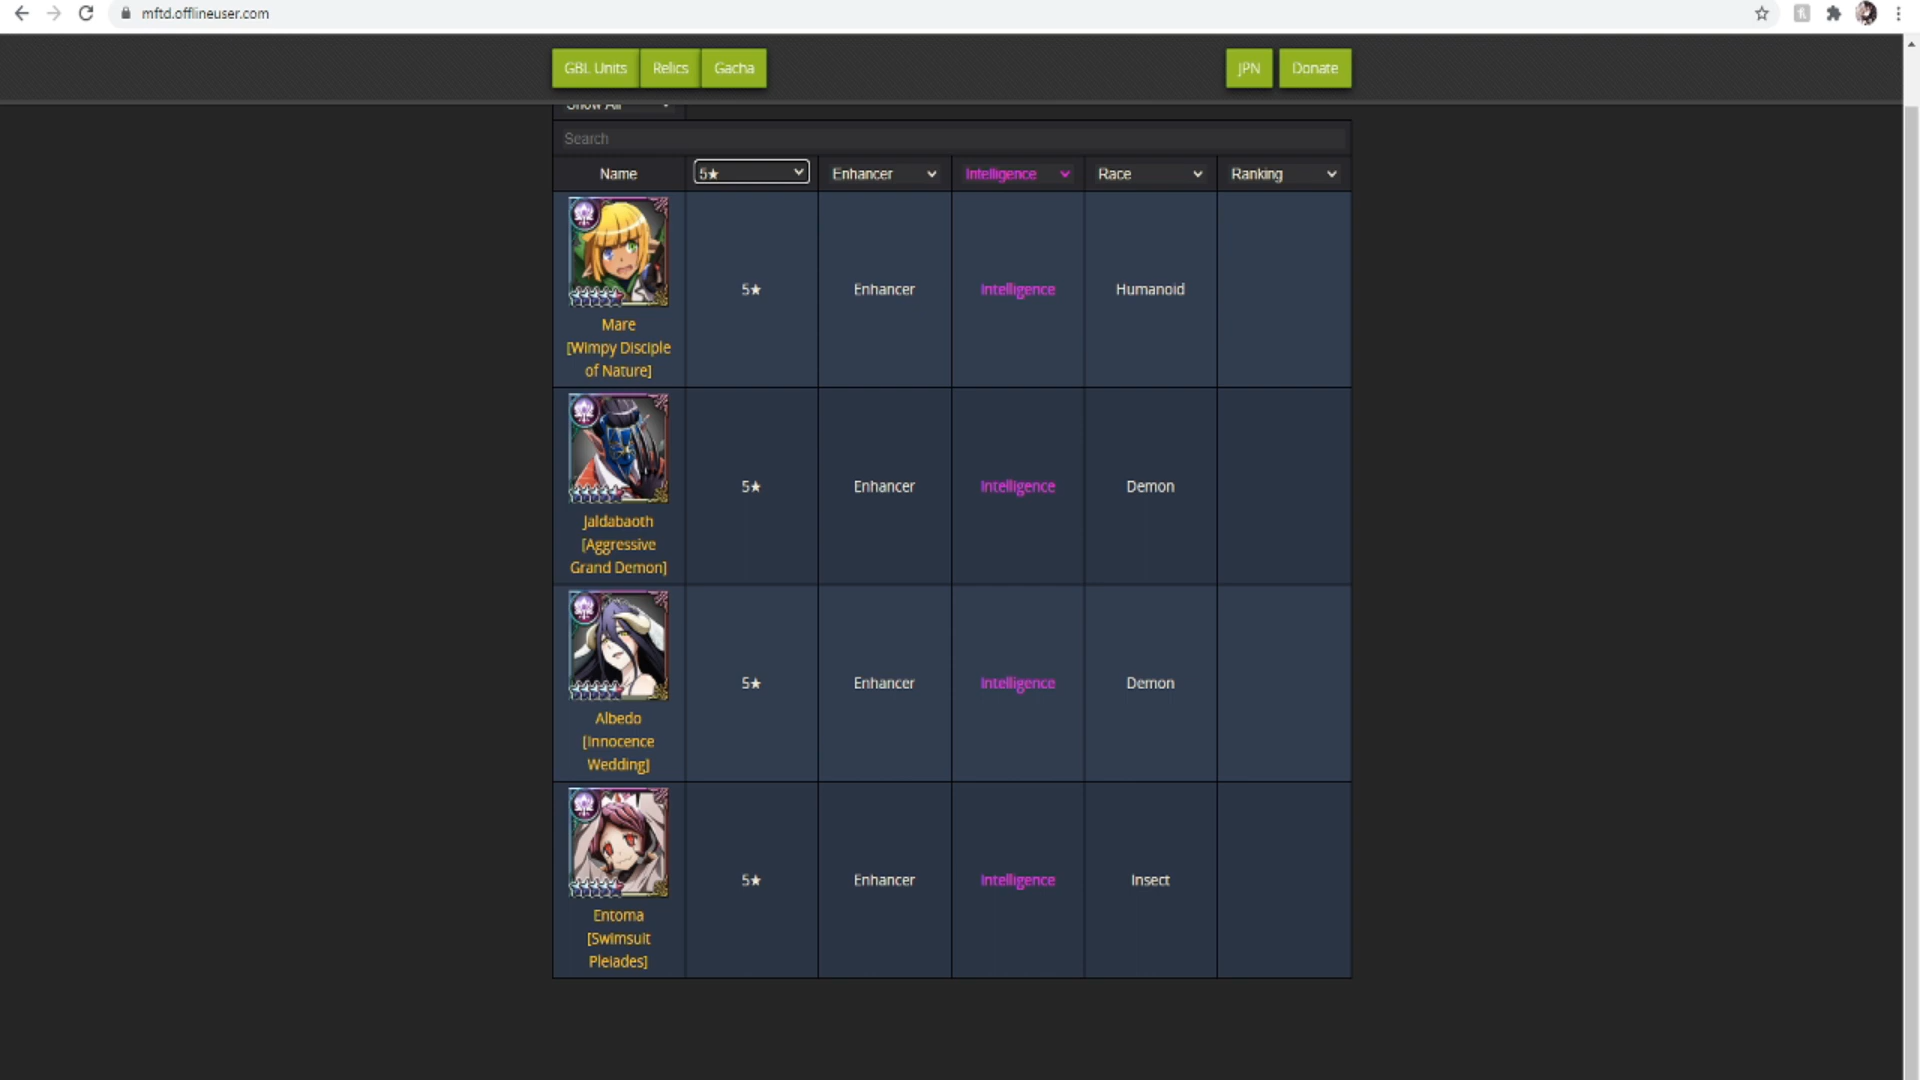 mftd.offlineuser.com
GBL Units Relics Gacha JPN Donate
Show All
Search
Name 5★ Enhancer Intelligence Race Ranking
5★ Enhancer Intelligence Humanoid
Mare
[Wimpy Disciple
of Nature]
5★ Enhancer Intelligence Demon
Jaldabaoth
[Aggressive
Grand Demon]
5★ Enhancer Intelligence Demon
Albedo
[Innocence
Wedding]
5★ Enhancer Intelligence Insect
Entoma
[Swimsuit
Pleiades]